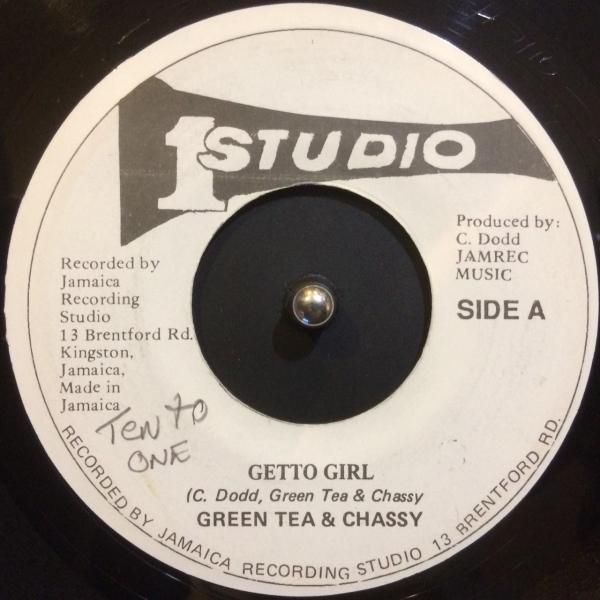 1 STUDIO
Produced by:
C. Dodd
JAMREC
MUSIC
SIDE A
Recorded by
Jamaica
Recording
Studio
13 Brentford Rd.
Kingston,
Jamaica,
Made in
Jamaica
Ten to
ONE
GETTO GIRL
(C. Dodd, Green Tea & Chassy
GREEN TEA & CHASSY
RECORDED BY JAMAICA RECORDING STUDIO 13 BRENTFORD RD.